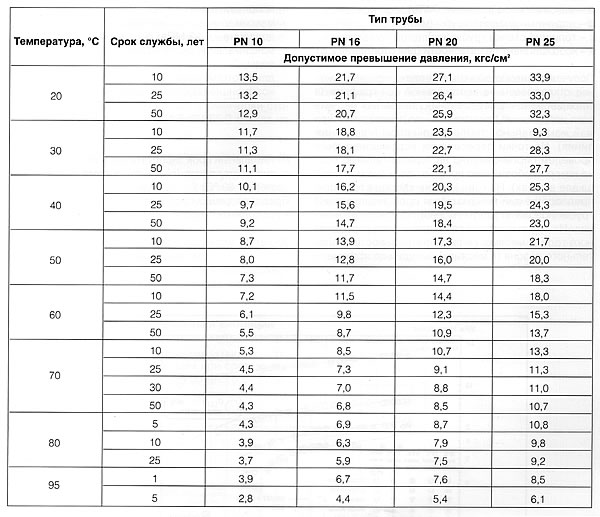 Температура, °С Срок службы, лет Тип трубы
PN 10 PN 16 PN 20 PN 25
Допустимое превышение давления, кгс/см²
20 10 13,5 21,7 27,1 33,9
25 13,2 21,1 26,4 33,0
50 12,9 20,7 25,9 32,3
30 10 11,7 18,8 23,5 9,3
25 11,3 18,1 22,7 28,3
50 11,1 17,7 22,1 27,7
40 10 10,1 16,2 20,3 25,3
25 9,7 15,6 19,5 24,3
50 9,2 14,7 18,4 23,0
50 10 8,7 13,9 17,3 21,7
25 8,0 12,8 16,0 20,0
50 7,3 11,7 14,7 18,3
60 10 7,2 11,5 14,4 18,0
25 6,1 9,8 12,3 15,3
50 5,5 8,7 10,9 13,7
70 10 5,3 8,5 10,7 13,3
25 4,5 7,3 9,1 11,3
30 4,4 7,0 8,8 11,0
50 4,3 6,8 8,5 10,7
80 5 4,3 6,9 8,7 10,8
10 3,9 6,3 7,9 9,8
25 3,7 5,9 7,5 9,2
95 1 3,9 6,7 7,6 8,5
5 2,8 4,4 5,4 6,1